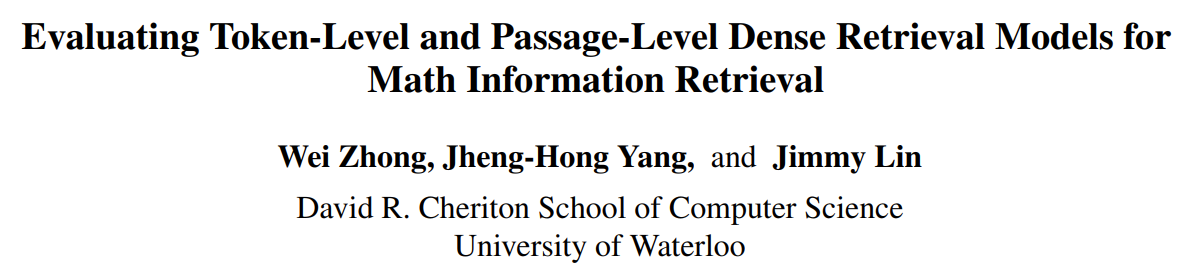 Evaluating Token-Level and Passage-Level Dense Retrieval Models for
Math Information Retrieval
Wei Zhong, Jheng-Hong Yang, and Jimmy Lin
David R. Cheriton School of Computer Science
University of Waterloo